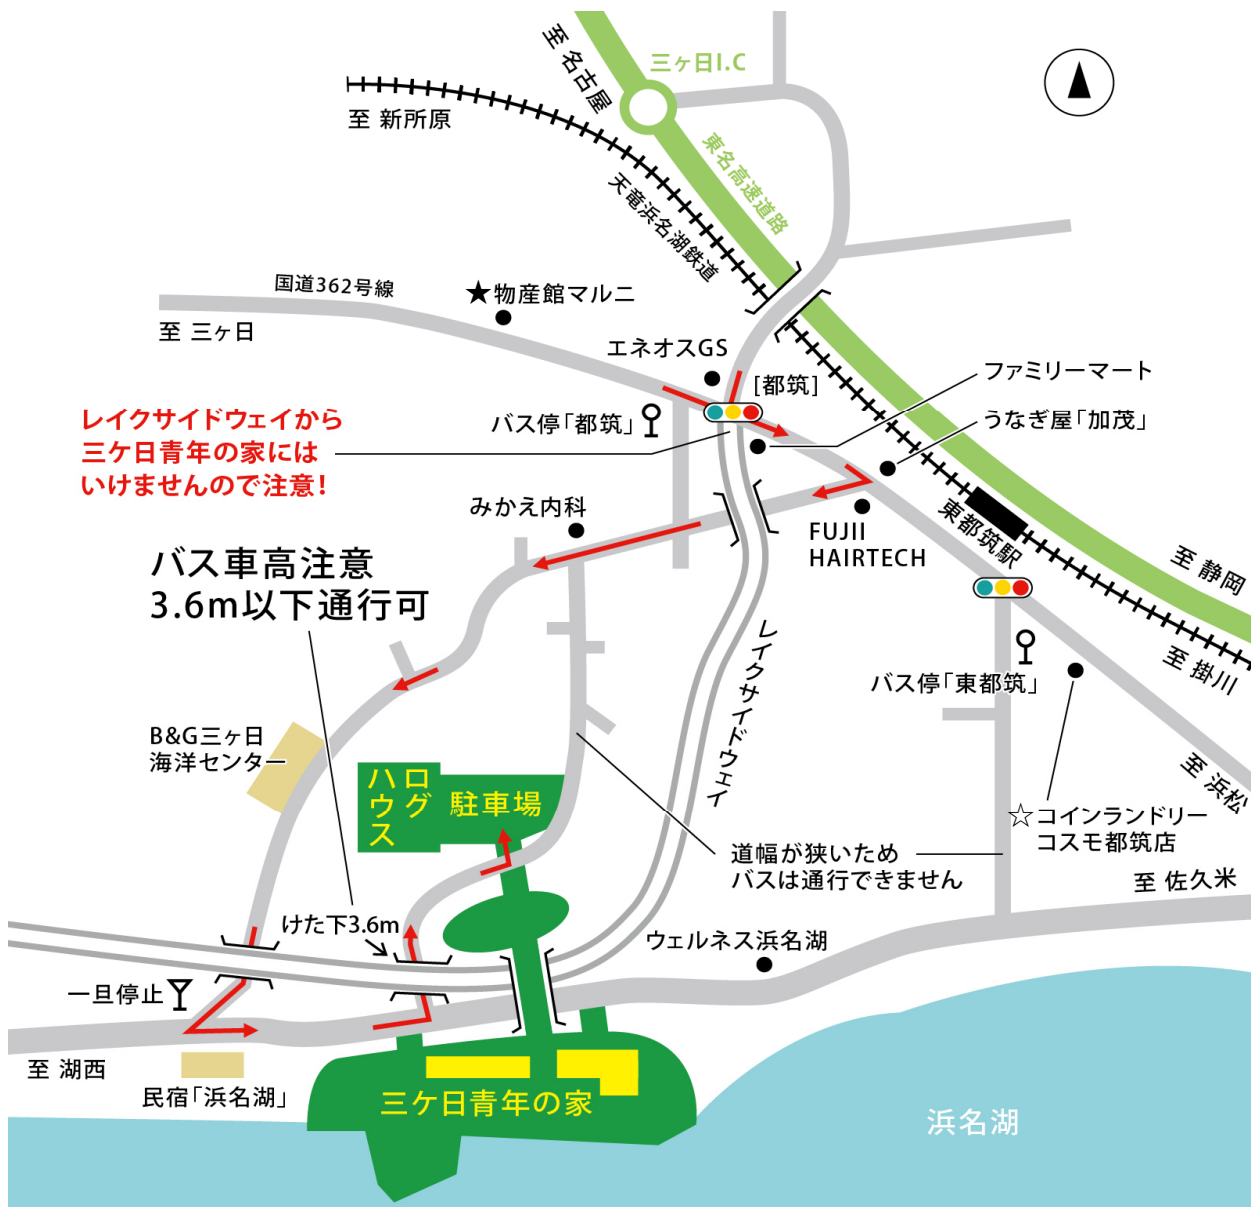 至 名古屋
三ヶ日I.C
至 新所原
東名高速道路
天竜浜名湖鉄道
国道362号線
★物産館マルニ
至 三ヶ日
エネオスGS
[都筑]
ファミリーマート
バス停「都筑」
うなぎ屋「加茂」
レイクサイドウェイから
三ケ日青年の家には
いけませんので注意!
みかえ内科
FUJII
HAIRTECH
東都筑駅
至 静岡
バス車高注意
3.6m以下通行可
レイクサイドウェイ
至 掛川
バス停「東都筑」
B&G三ヶ日
海洋センター
至 浜松
ログ
ハウス
駐車場
☆コインランドリー
コスモ都筑店
道幅が狭いため
バスは通行できません
至 佐久米
けた下3.6m
ウェルネス浜名湖
一旦停止
至 湖西
民宿「浜名湖」
三ケ日青年の家
浜名湖